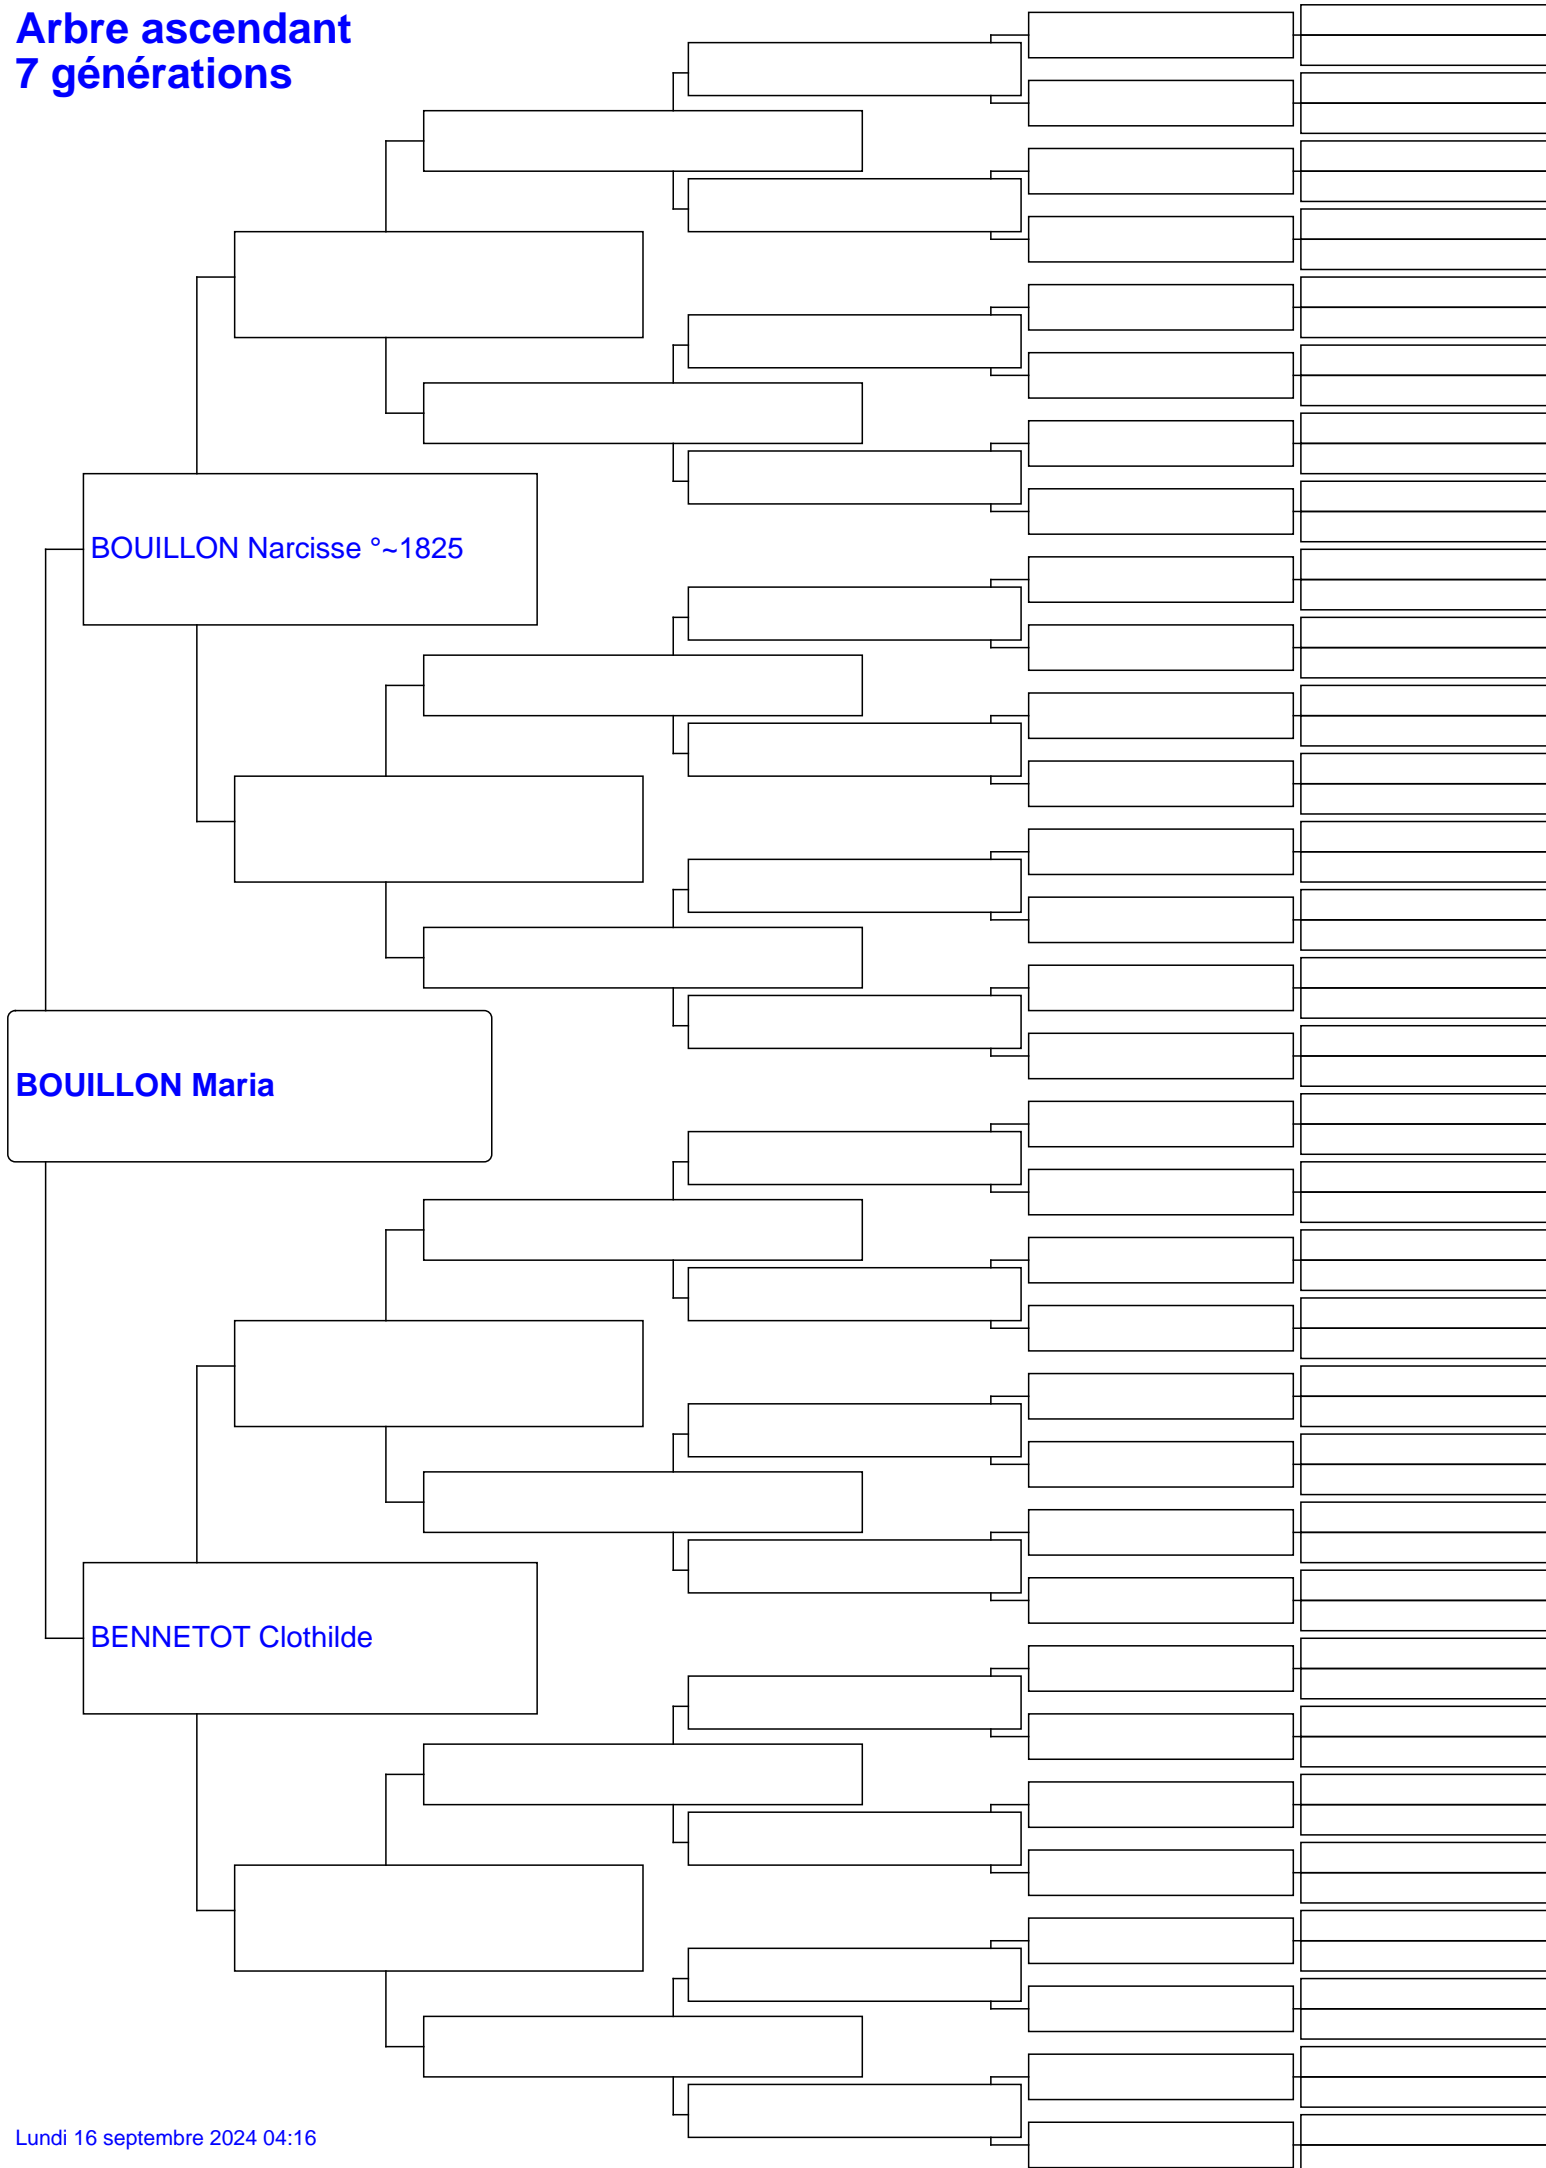 Arbre ascendant
7 générations
BOUILLON Narcisse °~1825
BOUILLON Maria
BENNETOT Clothilde
Lundi 16 septembre 2024 04:16